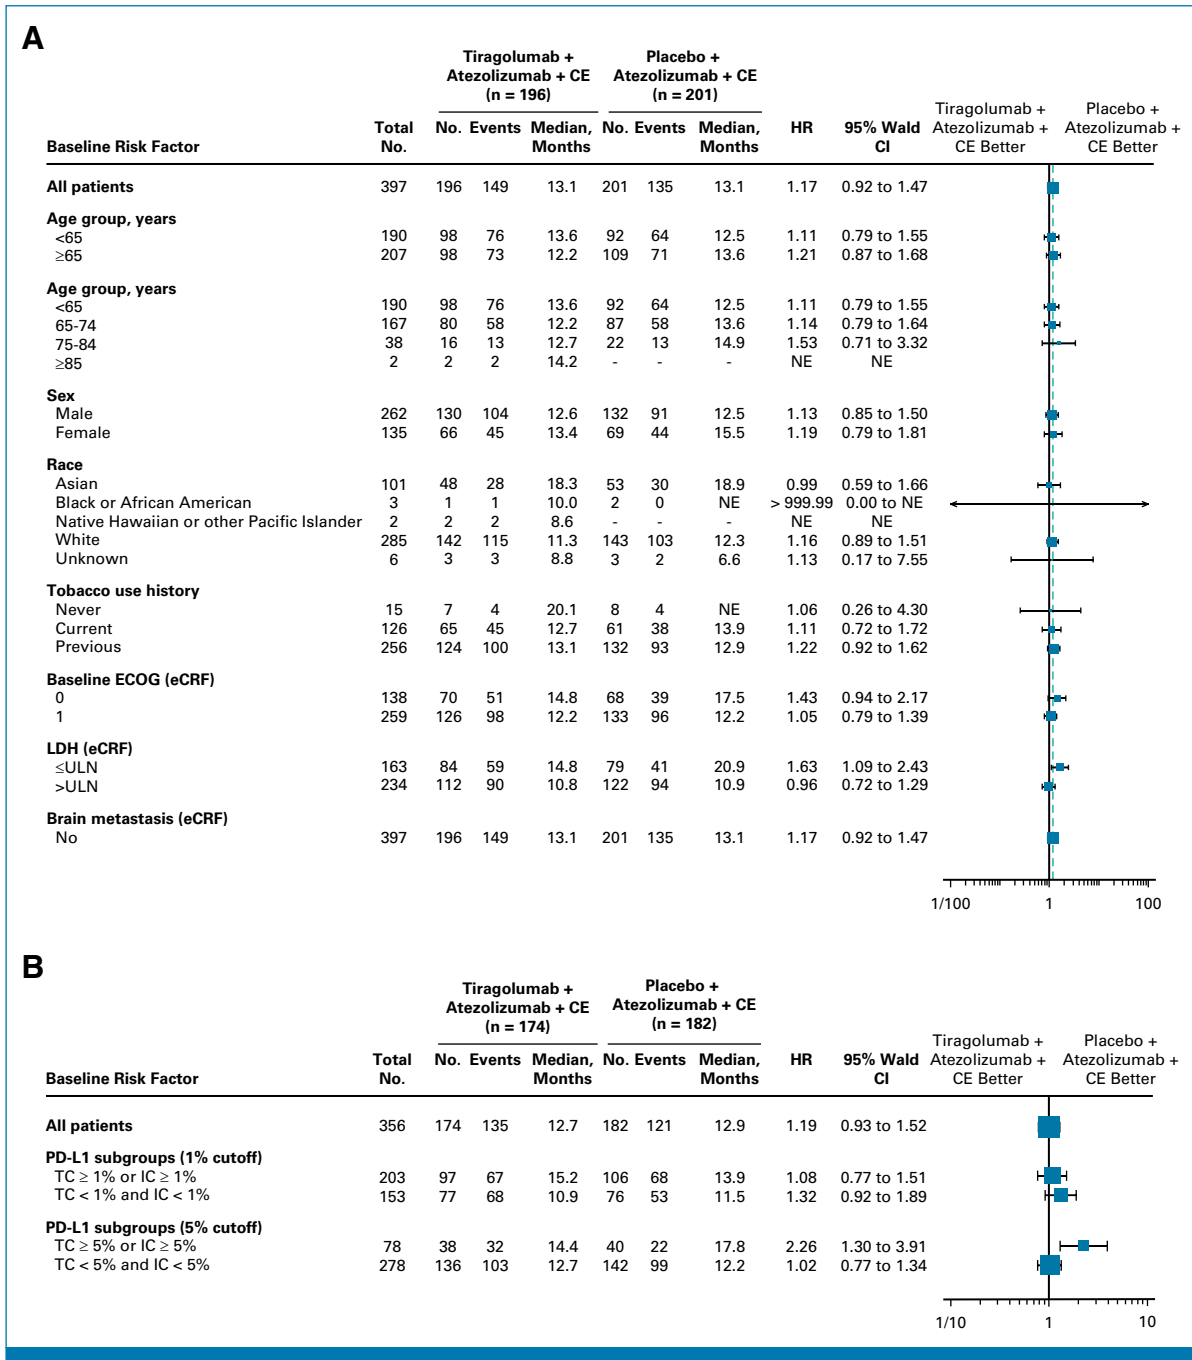 A
Tiragolumab + Atezolizumab + CE (n = 196) Placebo + Atezolizumab + CE (n = 201)
Tiragolumab + Atezolizumab + CE Better Placebo + Atezolizumab + CE Better
Baseline Risk Factor Total No. No. Events Median, Months No. Events Median, Months HR 95% Wald CI
All patients 397 196 149 13.1 201 135 13.1 1.17 0.92 to 1.47
Age group, years
<65 190 98 76 13.6 92 64 12.5 1.11 0.79 to 1.55
≥65 207 98 73 12.2 109 71 13.6 1.21 0.87 to 1.68
Age group, years
<65 190 98 76 13.6 92 64 12.5 1.11 0.79 to 1.55
65-74 167 80 58 12.2 87 58 13.6 1.14 0.79 to 1.64
75-84 38 16 13 12.7 22 13 14.9 1.53 0.71 to 3.32
≥85 2 2 2 14.2 - - - NE NE
Sex
Male 262 130 104 12.6 132 91 12.5 1.13 0.85 to 1.50
Female 135 66 45 13.4 69 44 15.5 1.19 0.79 to 1.81
Race
Asian 101 48 28 18.3 53 30 18.9 0.99 0.59 to 1.66
Black or African American 3 1 1 10.0 2 0 NE > 999.99 0.00 to NE
Native Hawaiian or other Pacific Islander 2 2 2 8.6 - - - NE NE
White 285 142 115 11.3 143 103 12.3 1.16 0.89 to 1.51
Unknown 6 3 3 8.8 3 2 6.6 1.13 0.17 to 7.55
Tobacco use history
Never 15 7 4 20.1 8 4 NE 1.06 0.26 to 4.30
Current 126 65 45 12.7 61 38 13.9 1.11 0.72 to 1.72
Previous 256 124 100 13.1 132 93 12.9 1.22 0.92 to 1.62
Baseline ECOG (eCRF)
0 138 70 51 14.8 68 39 17.5 1.43 0.94 to 2.17
1 259 126 98 12.2 133 96 12.2 1.05 0.79 to 1.39
LDH (eCRF)
≤ULN 163 84 59 14.8 79 41 20.9 1.63 1.09 to 2.43
>ULN 234 112 90 10.8 122 94 10.9 0.96 0.72 to 1.29
Brain metastasis (eCRF)
No 397 196 149 13.1 201 135 13.1 1.17 0.92 to 1.47
1/100 1 100
B
Tiragolumab + Atezolizumab + CE (n = 174) Placebo + Atezolizumab + CE (n = 182)
Tiragolumab + Atezolizumab + CE Better Placebo + Atezolizumab + CE Better
Baseline Risk Factor Total No. No. Events Median, Months No. Events Median, Months HR 95% Wald CI
All patients 356 174 135 12.7 182 121 12.9 1.19 0.93 to 1.52
PD-L1 subgroups (1% cutoff)
TC ≥ 1% or IC ≥ 1% 203 97 67 15.2 106 68 13.9 1.08 0.77 to 1.51
TC < 1% and IC < 1% 153 77 68 10.9 76 53 11.5 1.32 0.92 to 1.89
PD-L1 subgroups (5% cutoff)
TC ≥ 5% or IC ≥ 5% 78 38 32 14.4 40 22 17.8 2.26 1.30 to 3.91
TC < 5% and IC < 5% 278 136 103 12.7 142 99 12.2 1.02 0.77 to 1.34
1/10 1 10